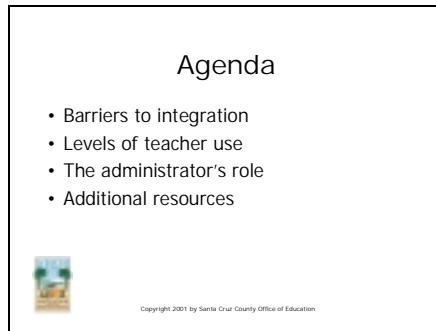 Agenda
• Barriers to integration
• Levels of teacher use
• The administrator's role
• Additional resources
Copyright 2001 by Santa Cruz County Office of Education